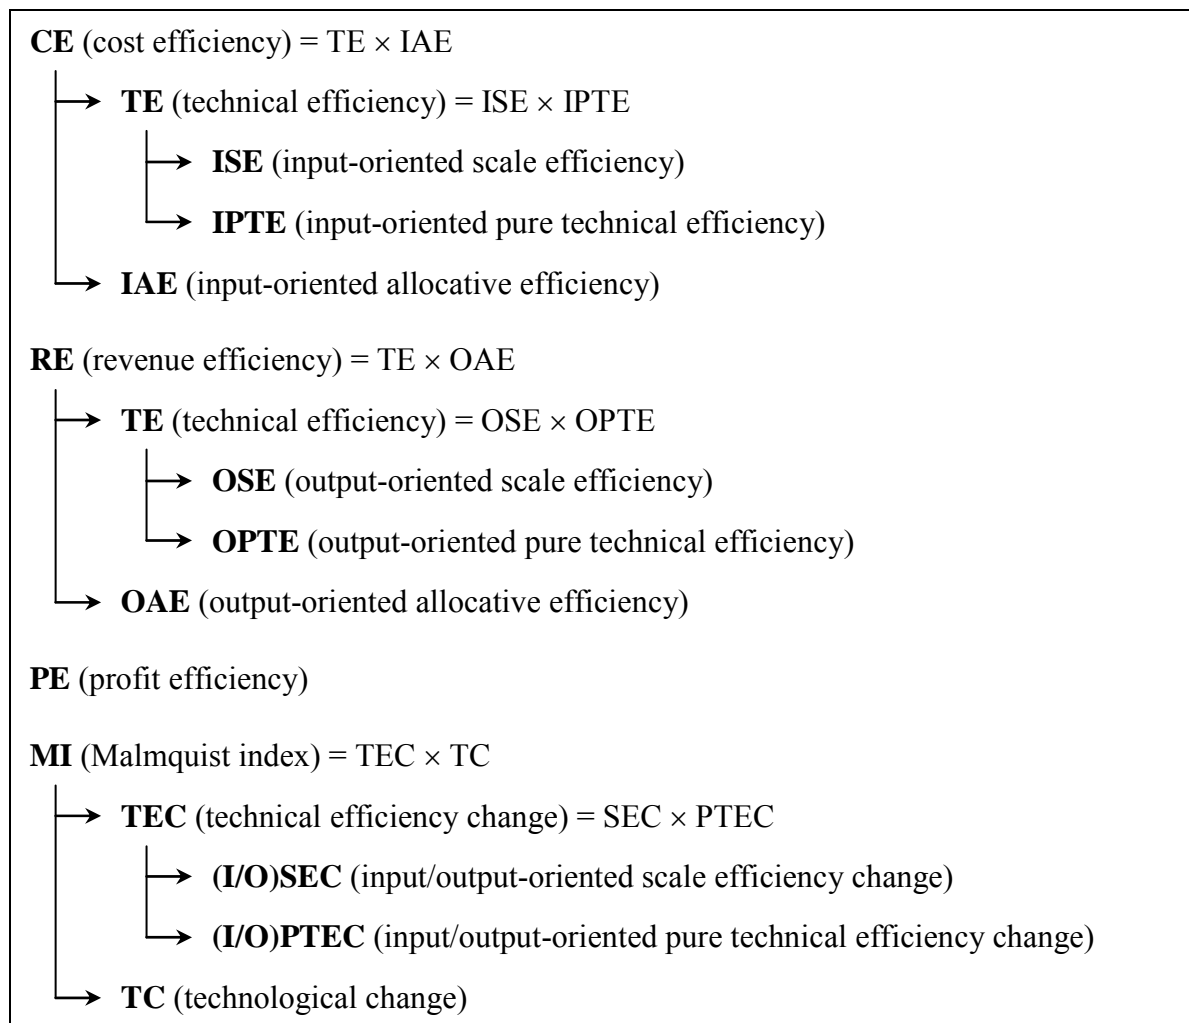 CE (cost efficiency) = TE × IAE
TE (technical efficiency) = ISE × IPTE
ISE (input-oriented scale efficiency)
IPTE (input-oriented pure technical efficiency)
IAE (input-oriented allocative efficiency)
RE (revenue efficiency) = TE × OAE
TE (technical efficiency) = OSE × OPTE
OSE (output-oriented scale efficiency)
OPTE (output-oriented pure technical efficiency)
OAE (output-oriented allocative efficiency)
PE (profit efficiency)
MI (Malmquist index) = TEC × TC
TEC (technical efficiency change) = SEC × PTEC
(I/O)SEC (input/output-oriented scale efficiency change)
(I/O)PTEC (input/output-oriented pure technical efficiency change)
TC (technological change)